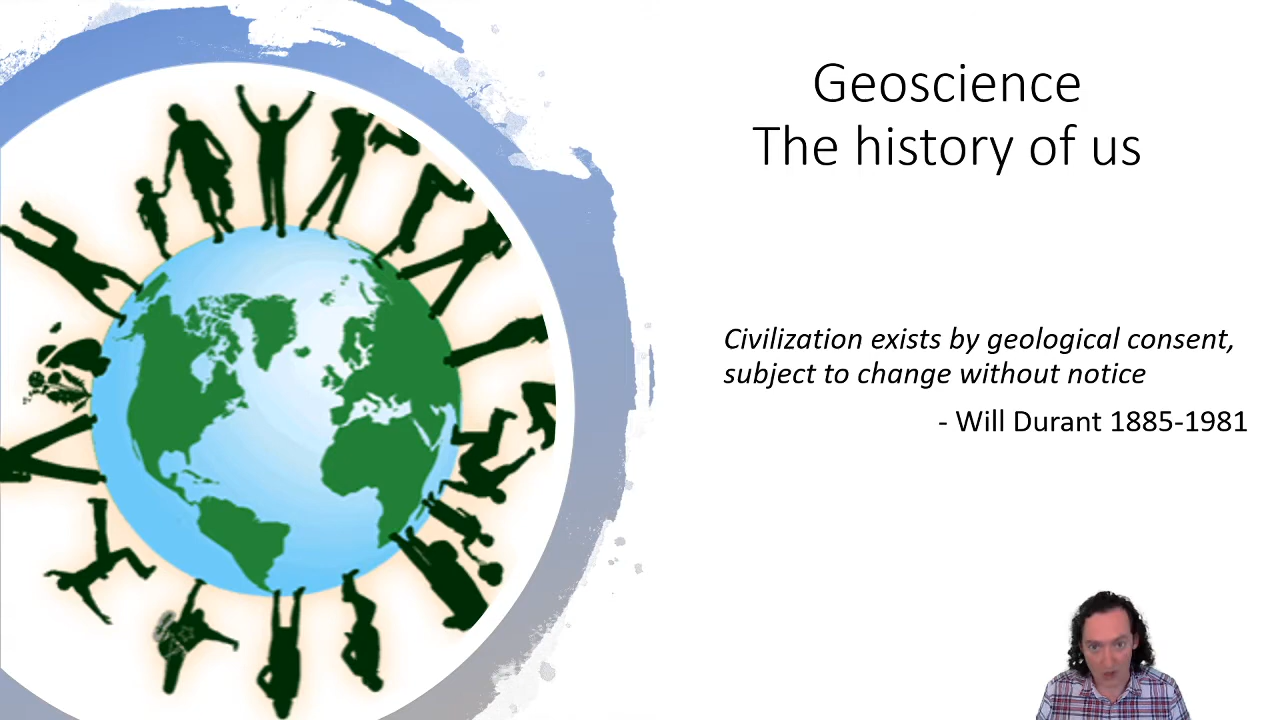 Geoscience
The history of us
Civilization exists by geological consent,
subject to change without notice
- Will Durant 1885-1981